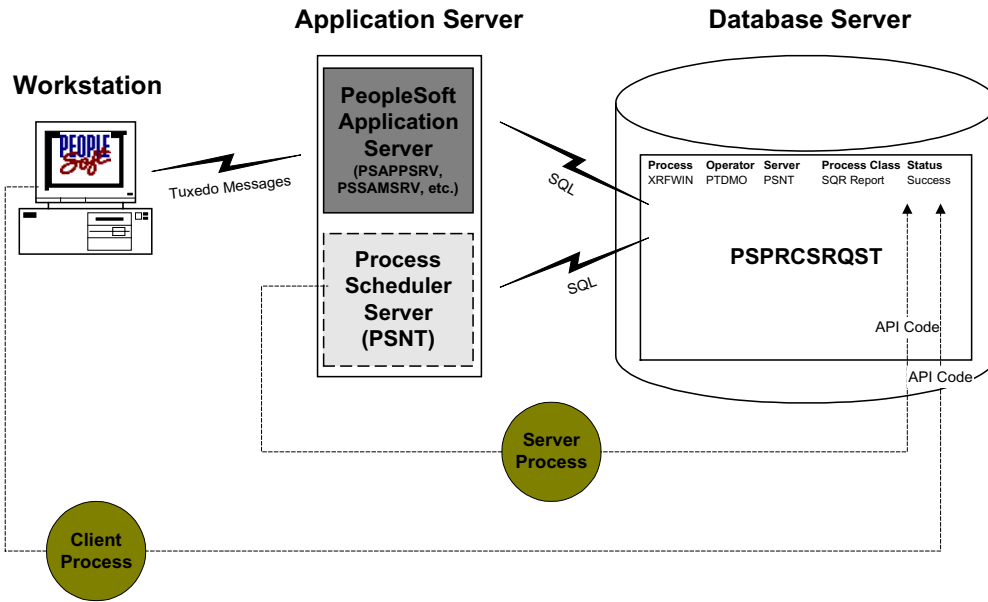 Application Server
Database Server
Workstation
PEOPLE
Soft
Tuxedo Messages
PeopleSoft
Application
Server
(PSAPPSRV,
PSSAMSRV, etc.)
Process
Scheduler
Server
(PSNT)
SQL
SQL
Process Operator Server Process Class Status
XRFWIN PTDMO PSNT SQR Report Success
PSPRCSRQST
API Code
API Code
Server
Process
Client
Process